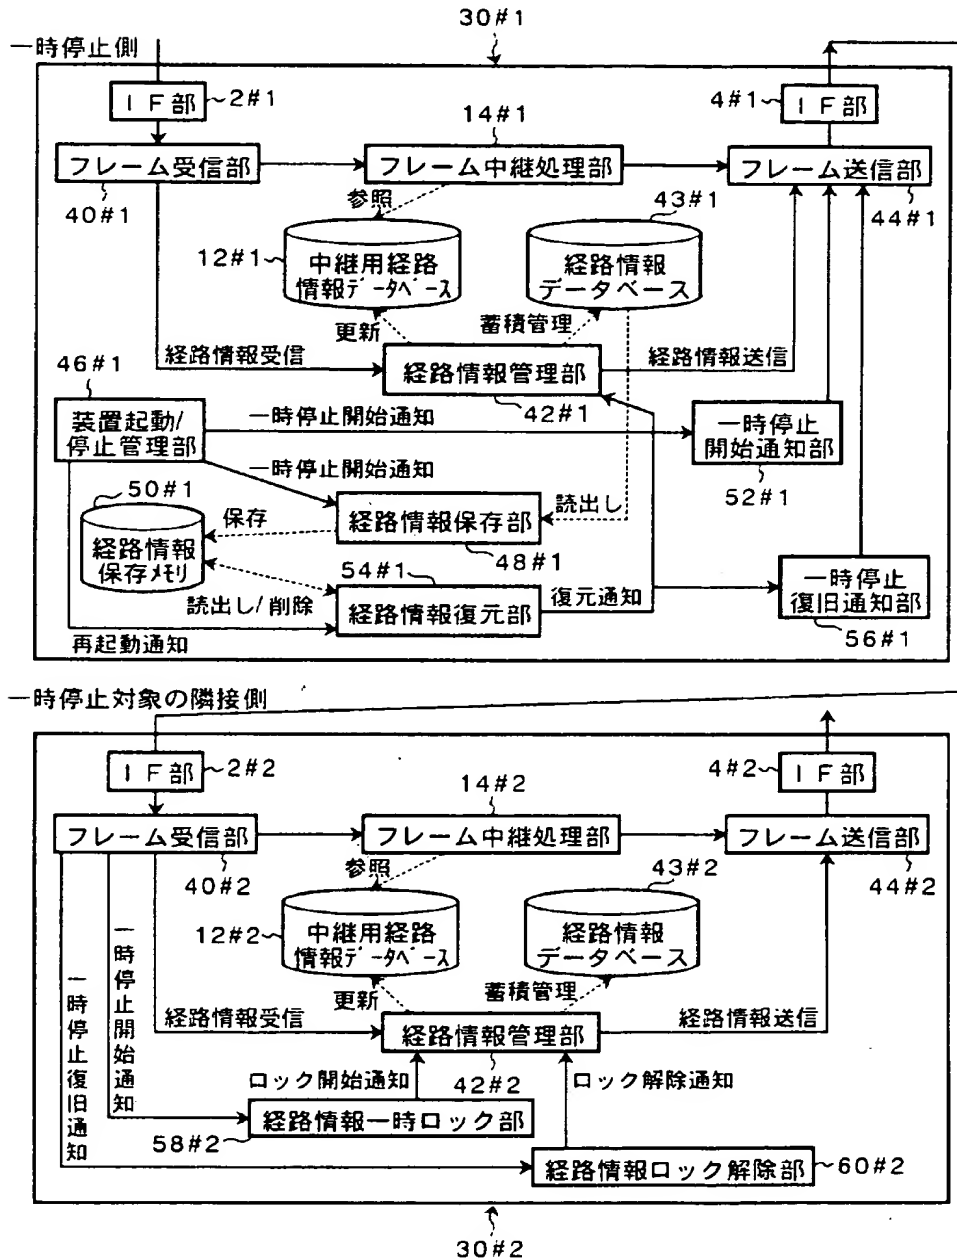 30#1
一時停止側
IF部
2#1
4#1
IF部
14#1
フレーム受信部
フレーム中継処理部
フレーム送信部
40#1
参照
43#1
44#1
12#1
中継用経路
情報データベース
経路情報
データベース
更新
蓄積管理
経路情報受信
経路情報管理部
経路情報送信
46#1
42#1
装置起動/
停止管理部
一時停止開始通知
一時停止
開始通知部
一時停止開始通知
52#1
50#1
保存
経路情報保存部
読出し
経路情報
保存メモリ
48#1
54#1
読出し/削除
経路情報復元部
復元通知
一時停止
復旧通知部
再起動通知
56#1
一時停止対象の隣接側
IF部
2#2
4#2
IF部
14#2
フレーム受信部
フレーム中継処理部
フレーム送信部
40#2
参照
43#2
44#2
12#2
中継用経路
情報データベース
経路情報
データベース
一時停止開始通知
一時停止復旧通知
更新
蓄積管理
経路情報受信
経路情報管理部
経路情報送信
ロック開始通知
42#2
ロック解除通知
経路情報一時ロック部
58#2
経路情報ロック解除部
60#2
30#2